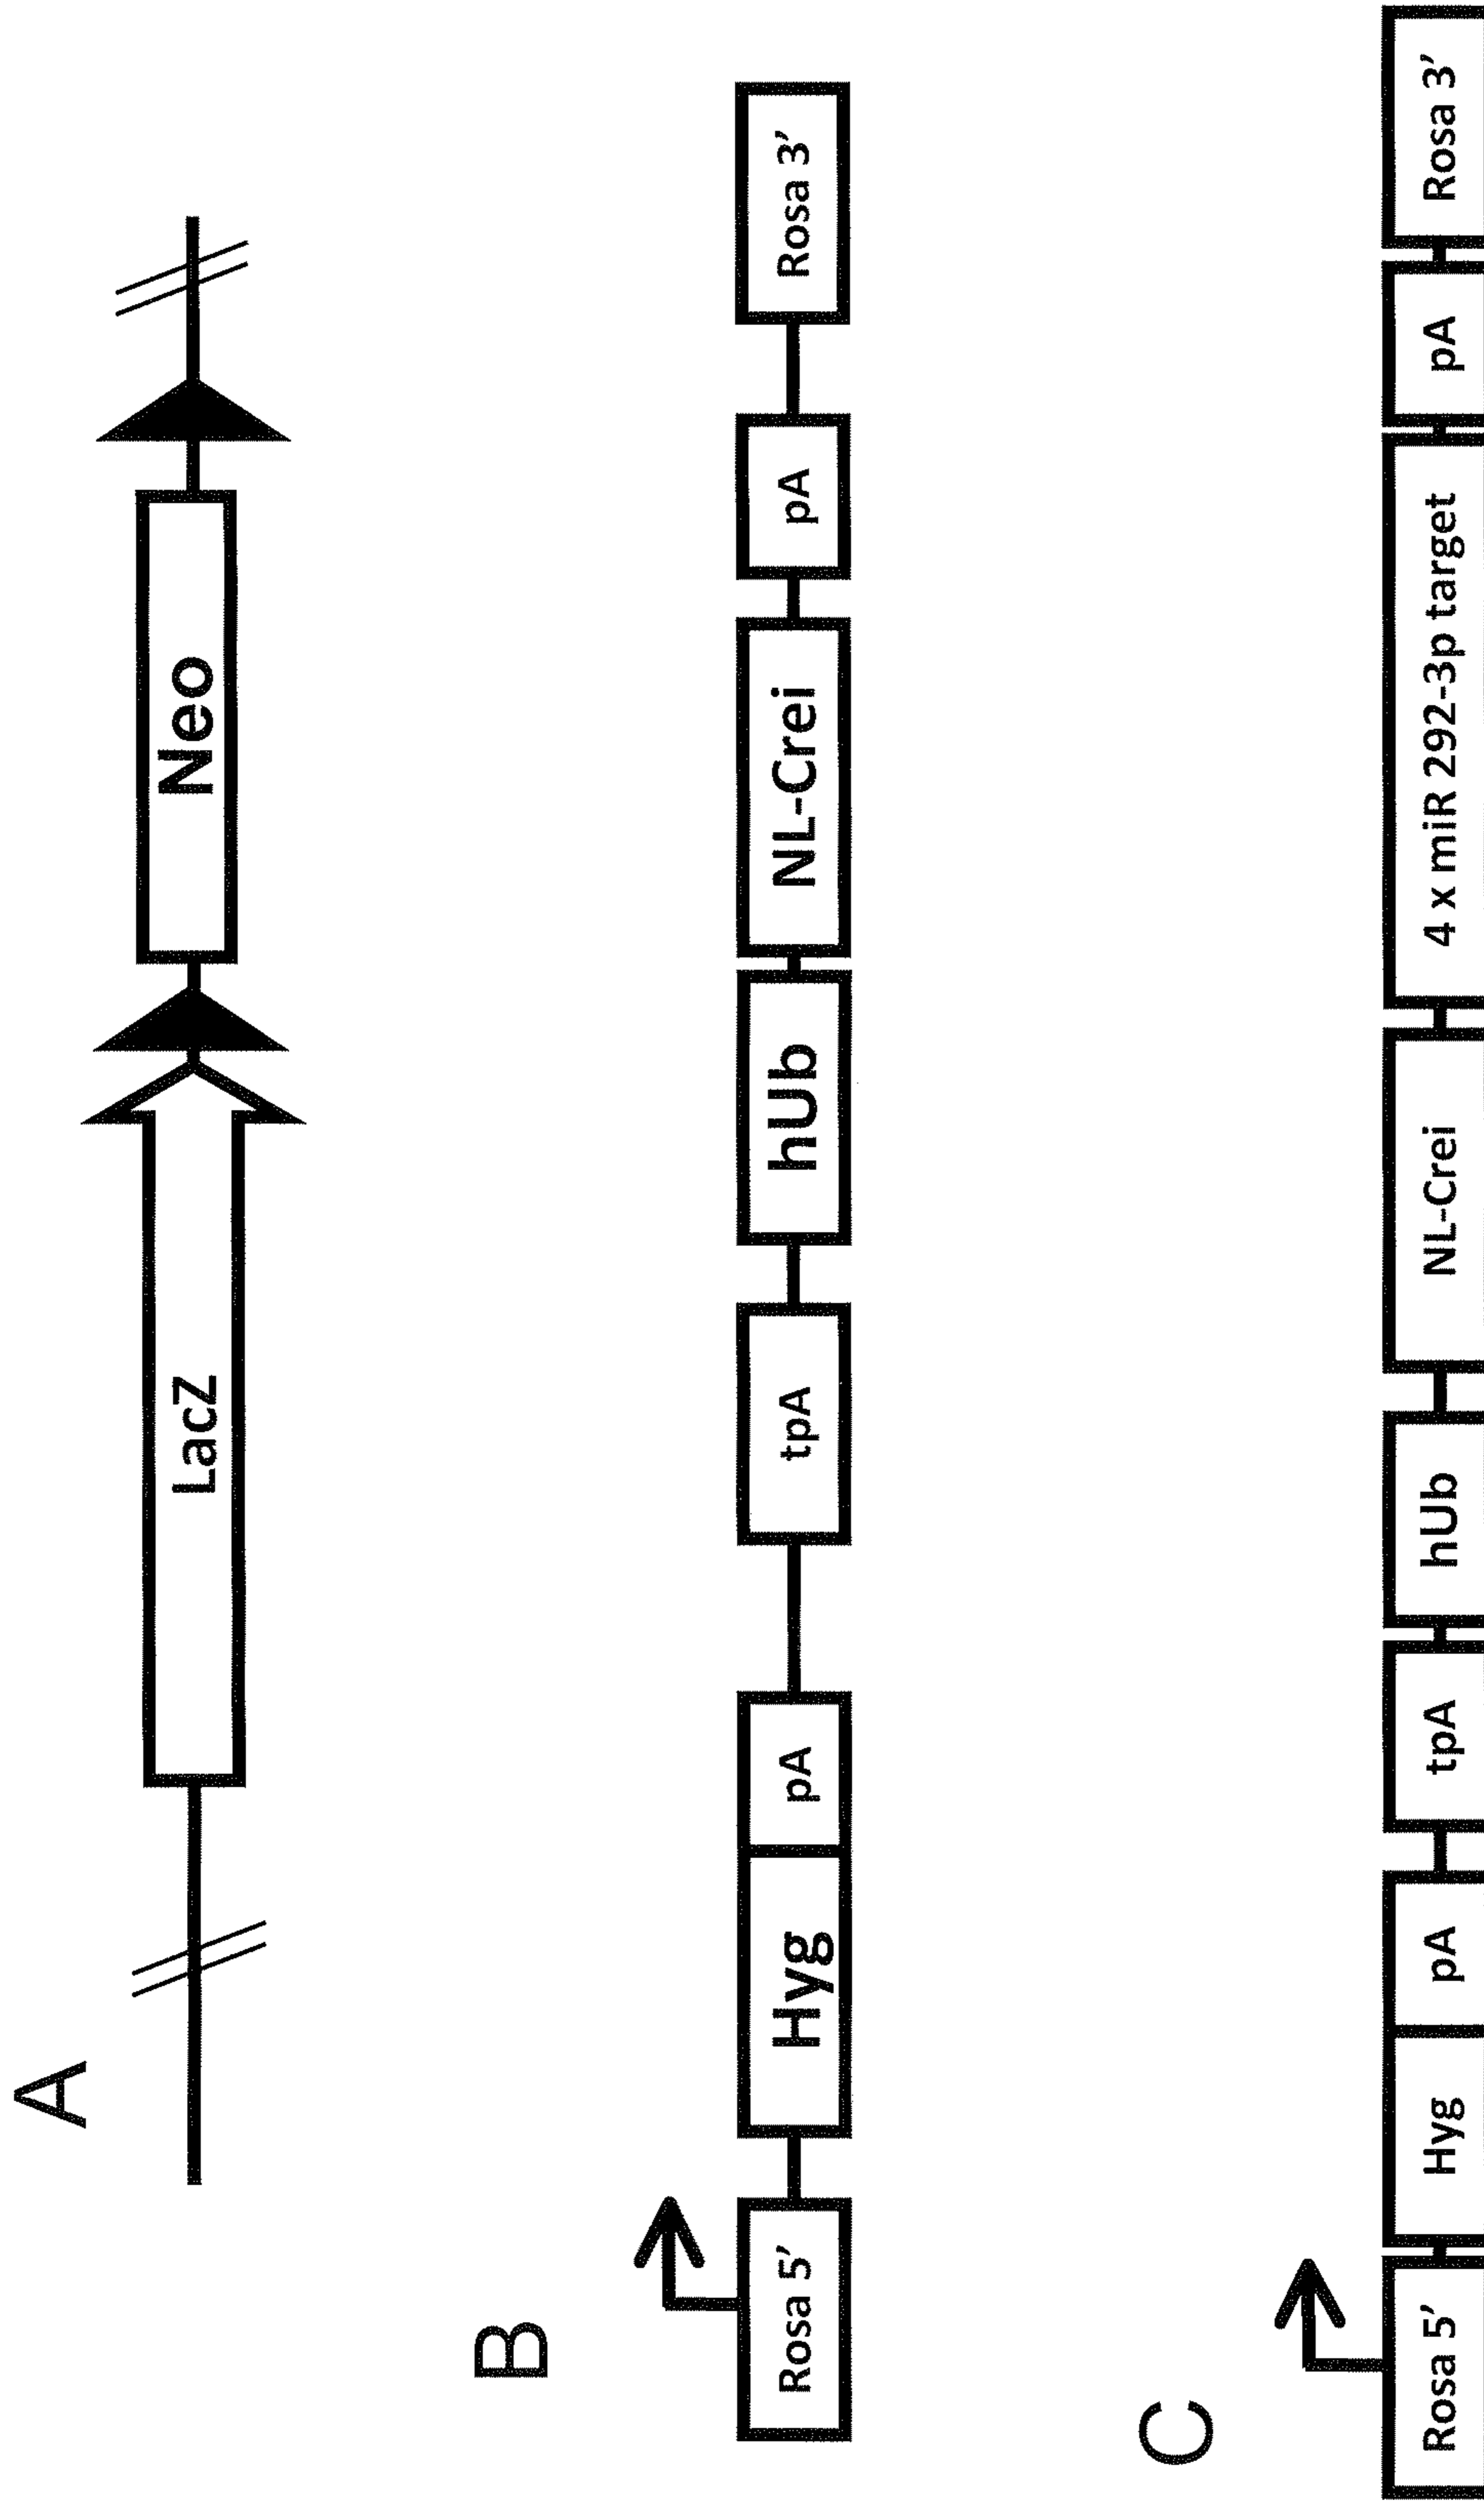 A
LacZ
Neo
B
Rosa 5’
Hyg
pA
tpA
hUb
NL-Crei
pA
Rosa 3’
C
Rosa 5’
Hyg
pA
tpA
hUb
NL-Crei
4 x miR 292-3p target
pA
Rosa 3’